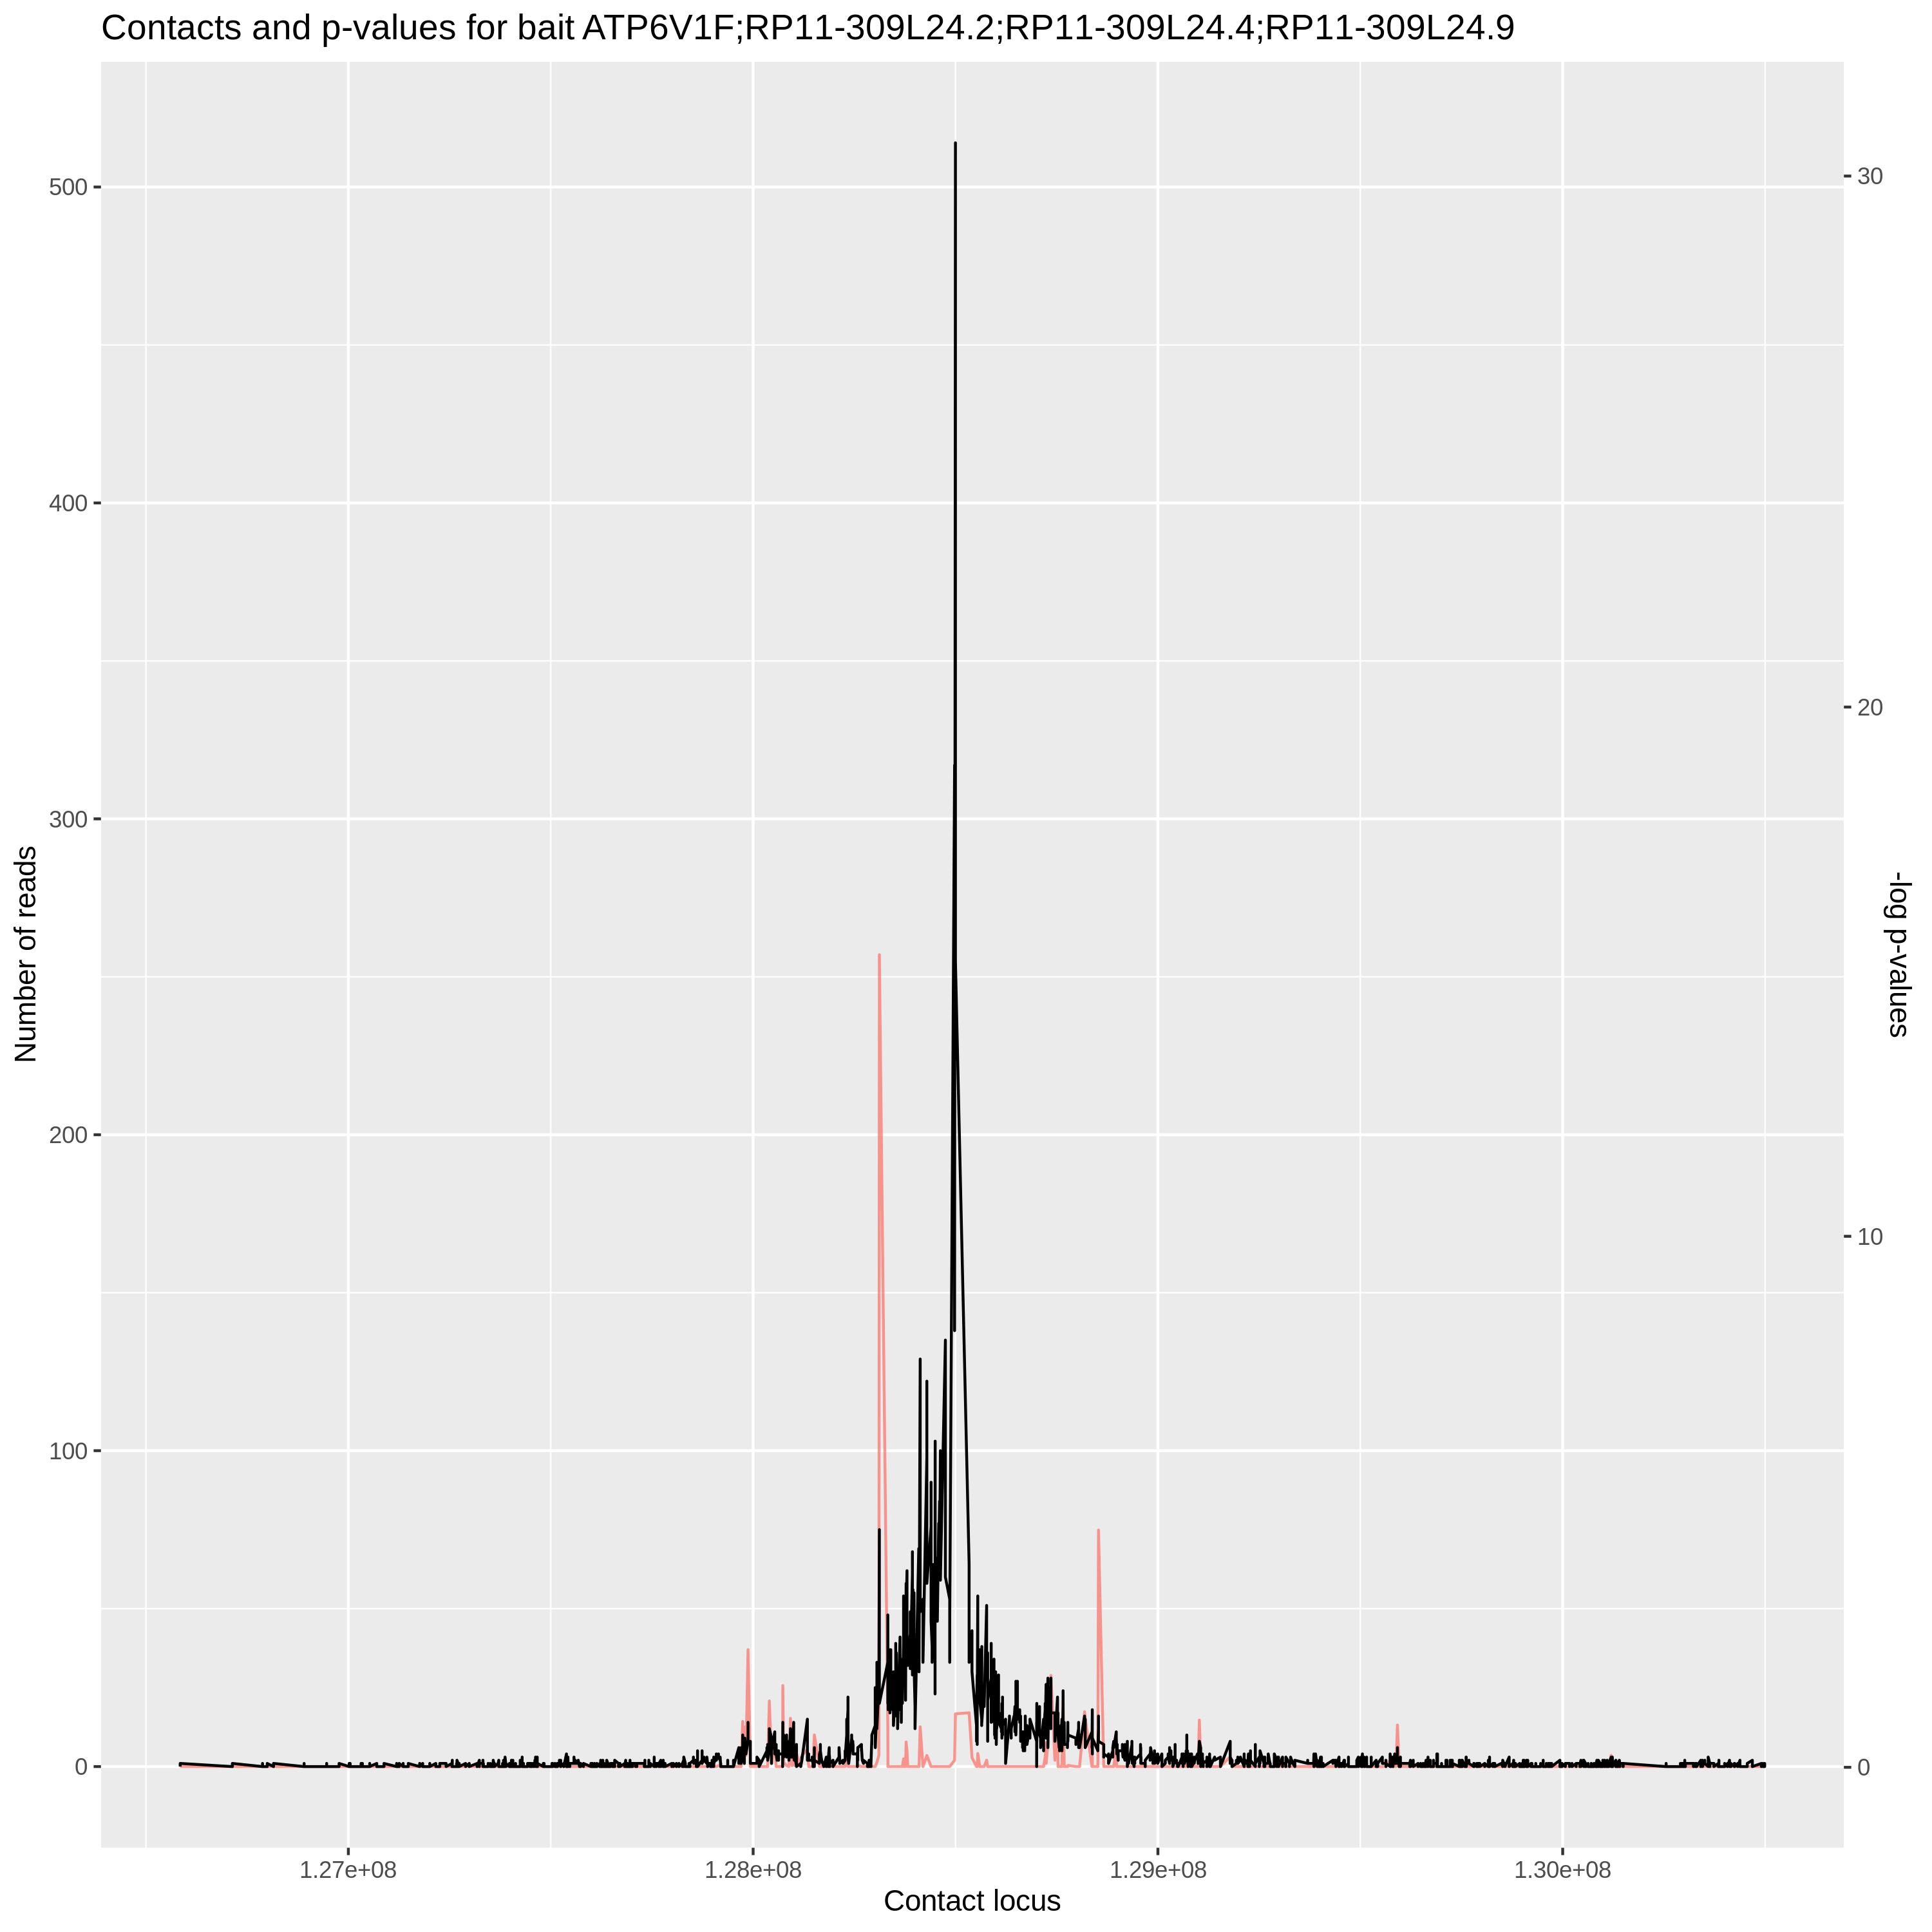 Contacts and p-values for bait ATP6V1F;RP11-309L24.2;RP11-309L24.4;RP11-309L24.9
500
400
300
200
100
0
Number of reads
30
20
10
0
-log p-values
1.27e+08
1.28e+08
1.29e+08
1.30e+08
Contact locus